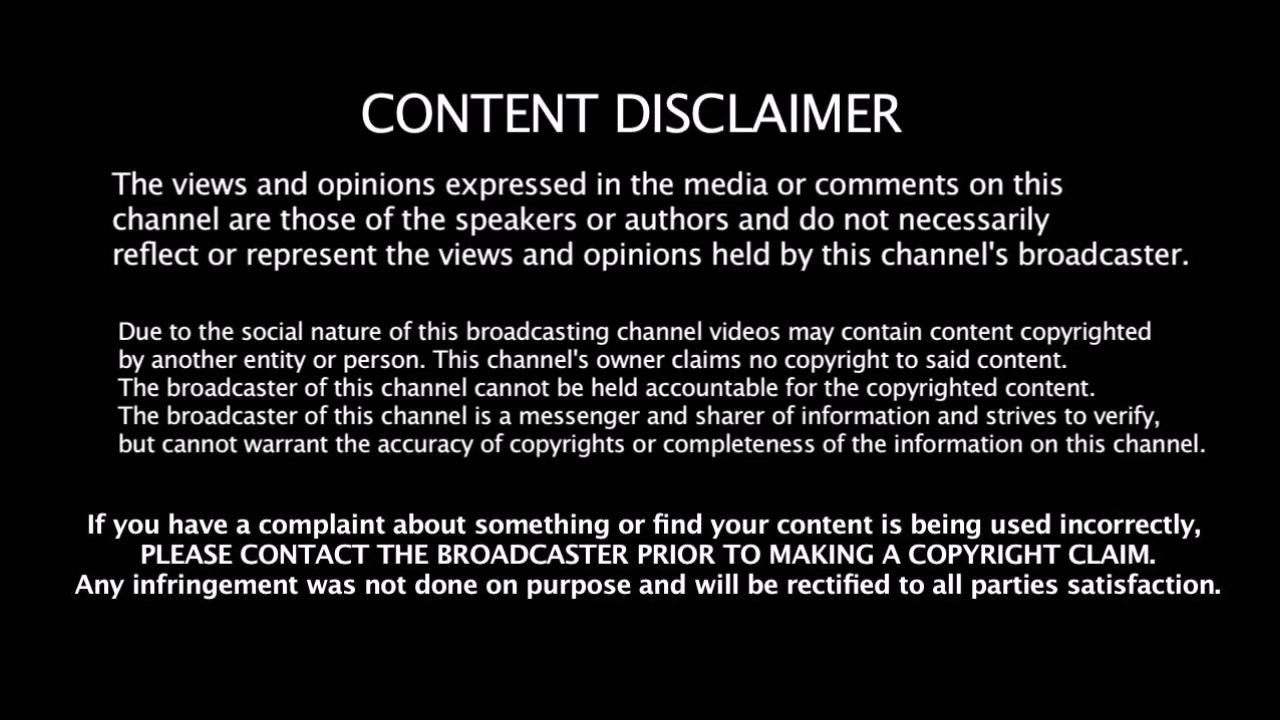 CONTENT DISCLAIMER
The views and opinions expressed in the media or comments on this
channel are those of the speakers or authors and do not necessarily
reflect or represent the views and opinions held by this channel's broadcaster.
Due to the social nature of this broadcasting channel videos may contain content copyrighted
by another entity or person. This channel's owner claims no copyright to said content.
The broadcaster of this channel cannot be held accountable for the copyrighted content.
The broadcaster of this channel is a messenger and sharer of information and strives to verify,
but cannot warrant the accuracy of copyrights or completeness of the information on this channel.
If you have a complaint about something or find your content is being used incorrectly,
PLEASE CONTACT THE BROADCASTER PRIOR TO MAKING A COPYRIGHT CLAIM.
Any infringement was not done on purpose and will be rectified to all parties satisfaction.